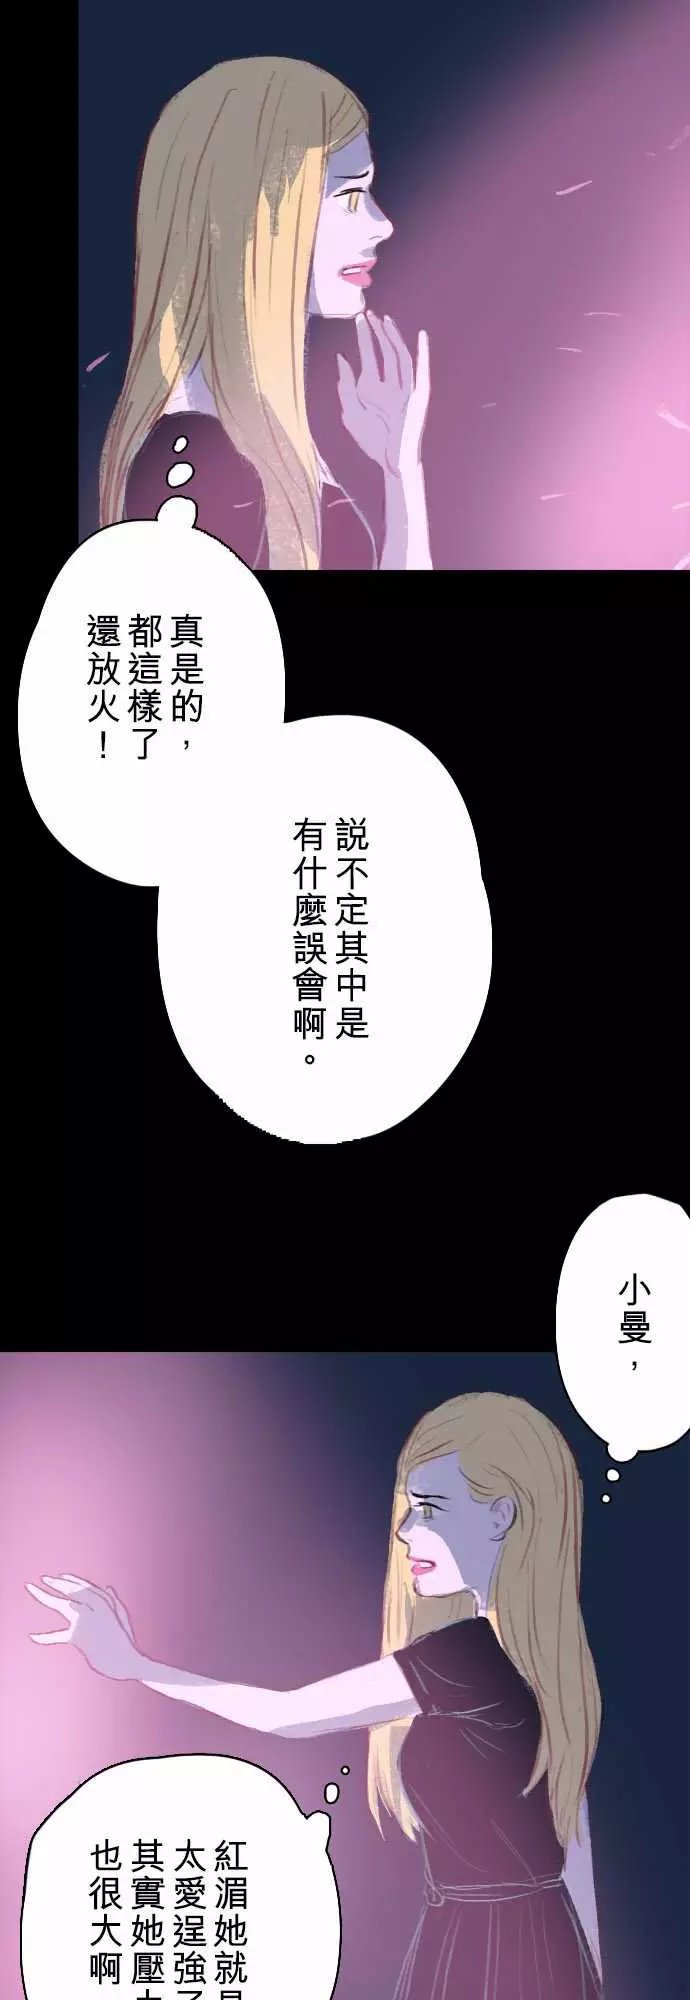 真是的，
都這樣了
還放火！
說不定其中是
有什麼誤會啊。
小曼，
紅湄她就是
太愛逞強了
其實她壓力
也很大啊